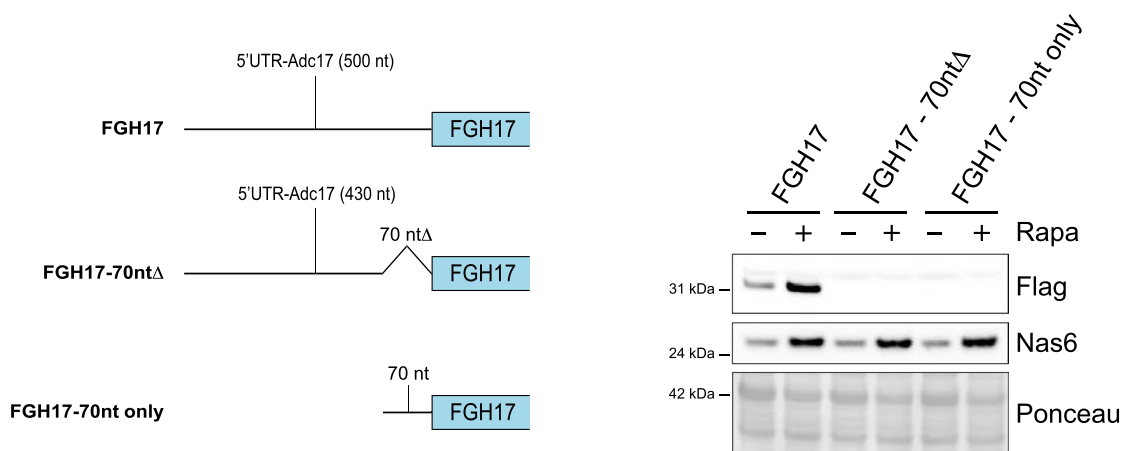 5'UTR-Adc17 (500 nt)
FGH17
FGH17
5'UTR-Adc17 (430 nt)
70 ntΔ
FGH17-70ntΔ
FGH17
70 nt
FGH17-70nt only
FGH17
FGH17
FGH17 - 70ntΔ
FGH17 - 70nt only
– + – + – + Rapa
31 kDa
Flag
24 kDa
Nas6
42 kDa
Ponceau